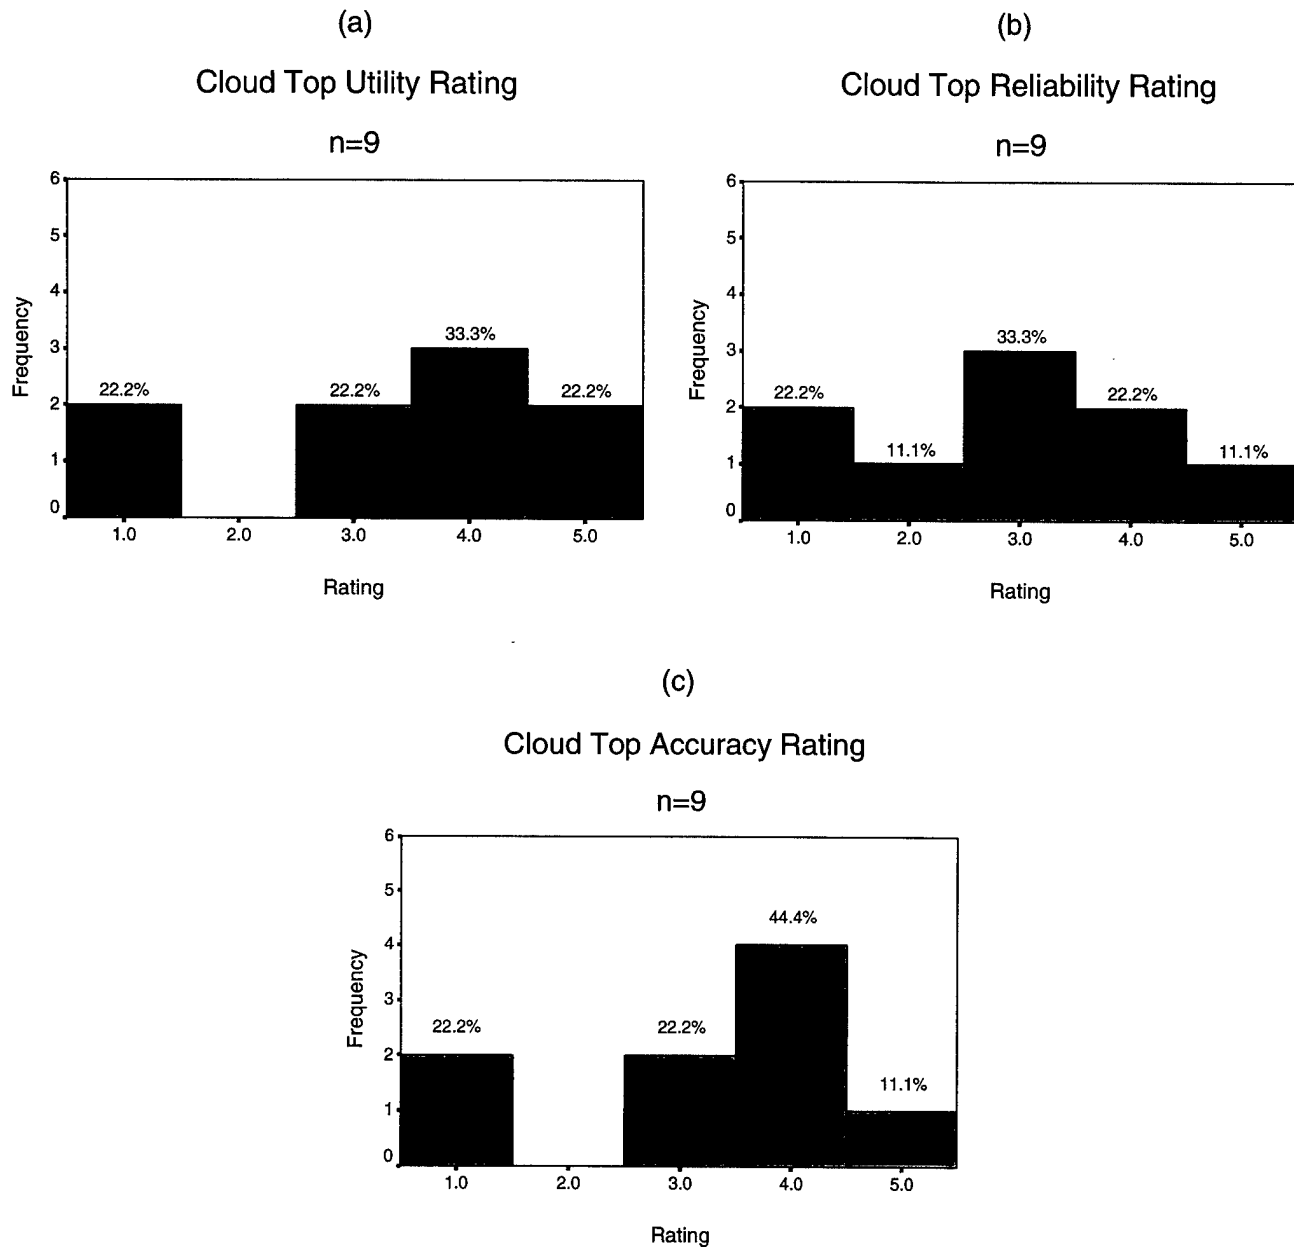 (a)
Cloud Top Utility Rating
n=9
6
5
4
3
2
1
0
Frequency
22.2%
22.2%
33.3%
22.2%
1.0 2.0 3.0 4.0 5.0
Rating
(b)
Cloud Top Reliability Rating
n=9
6
5
4
3
2
1
0
Frequency
22.2%
11.1%
33.3%
22.2%
11.1%
1.0 2.0 3.0 4.0 5.0
Rating
(c)
Cloud Top Accuracy Rating
n=9
6
5
4
3
2
1
0
Frequency
22.2%
22.2%
44.4%
11.1%
1.0 2.0 3.0 4.0 5.0
Rating